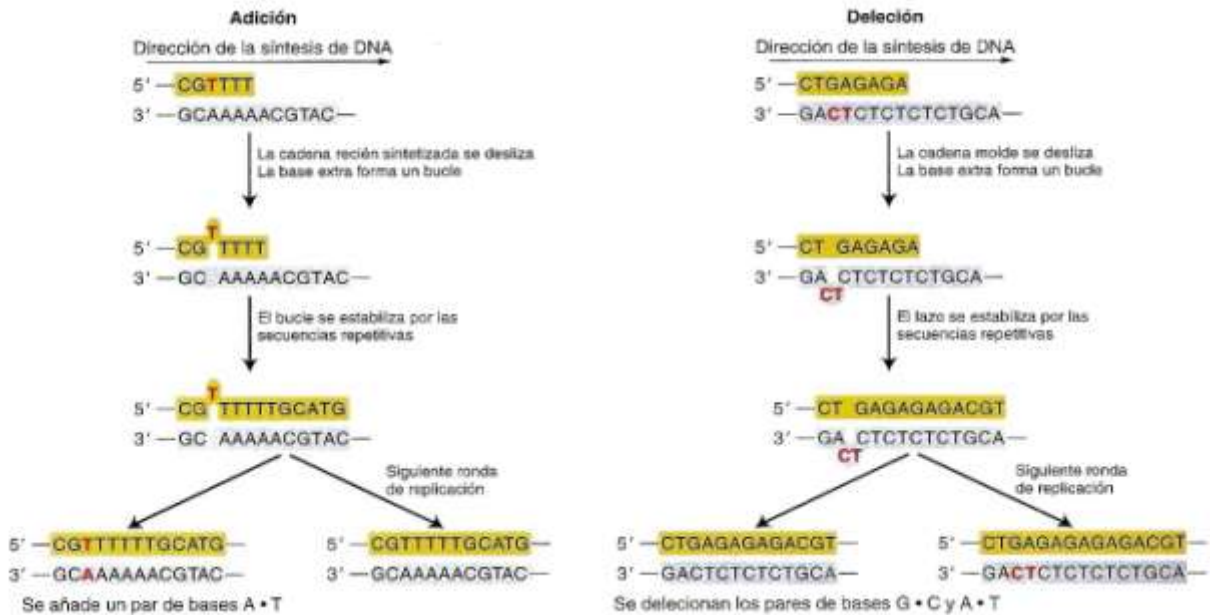 Adición
Dirección de la síntesis de DNA
5' —CGTTTT
3' —GCAAAAACGTAC—
La cadena recién sintetizada se desliza
La base extra forma un bucle
T
5' —CG TTTT
3' —GC AAAAACGTAC—
El bucle se estabiliza por las
secuencias repetitivas
T
5' —CG TTTTTGCATG
3' —GC AAAAACGTAC—
Siguiente ronda
de replicación
5' —CGTTTTTTGCATG—
3' —GCAAAAAACGTAC—
5' —CGTTTTTGCATG—
3' —GCAAAAACGTAC—
Se añade un par de bases A • T
Deleción
Dirección de la síntesis de DNA
5' —CTGAGAGA
3' —GACTCTCTCTCTGCA—
La cadena molde se desliza
La base extra forma un bucle
5' —CT GAGAGA
3' —GA CTCTCTCTGCA—
CT
El lazo se estabiliza por las
secuencias repetitivas
5' —CT GAGAGAGACGT
3' —GA CTCTCTCTGCA—
CT
Siguiente ronda
de replicación
5' —CTGAGAGAGACGT—
3' —GACTCTCTCTGCA—
5' —CTGAGAGAGAGACGT—
3' —GACTCTCTCTCTGCA—
Se delecionan los pares de bases G • C y A • T